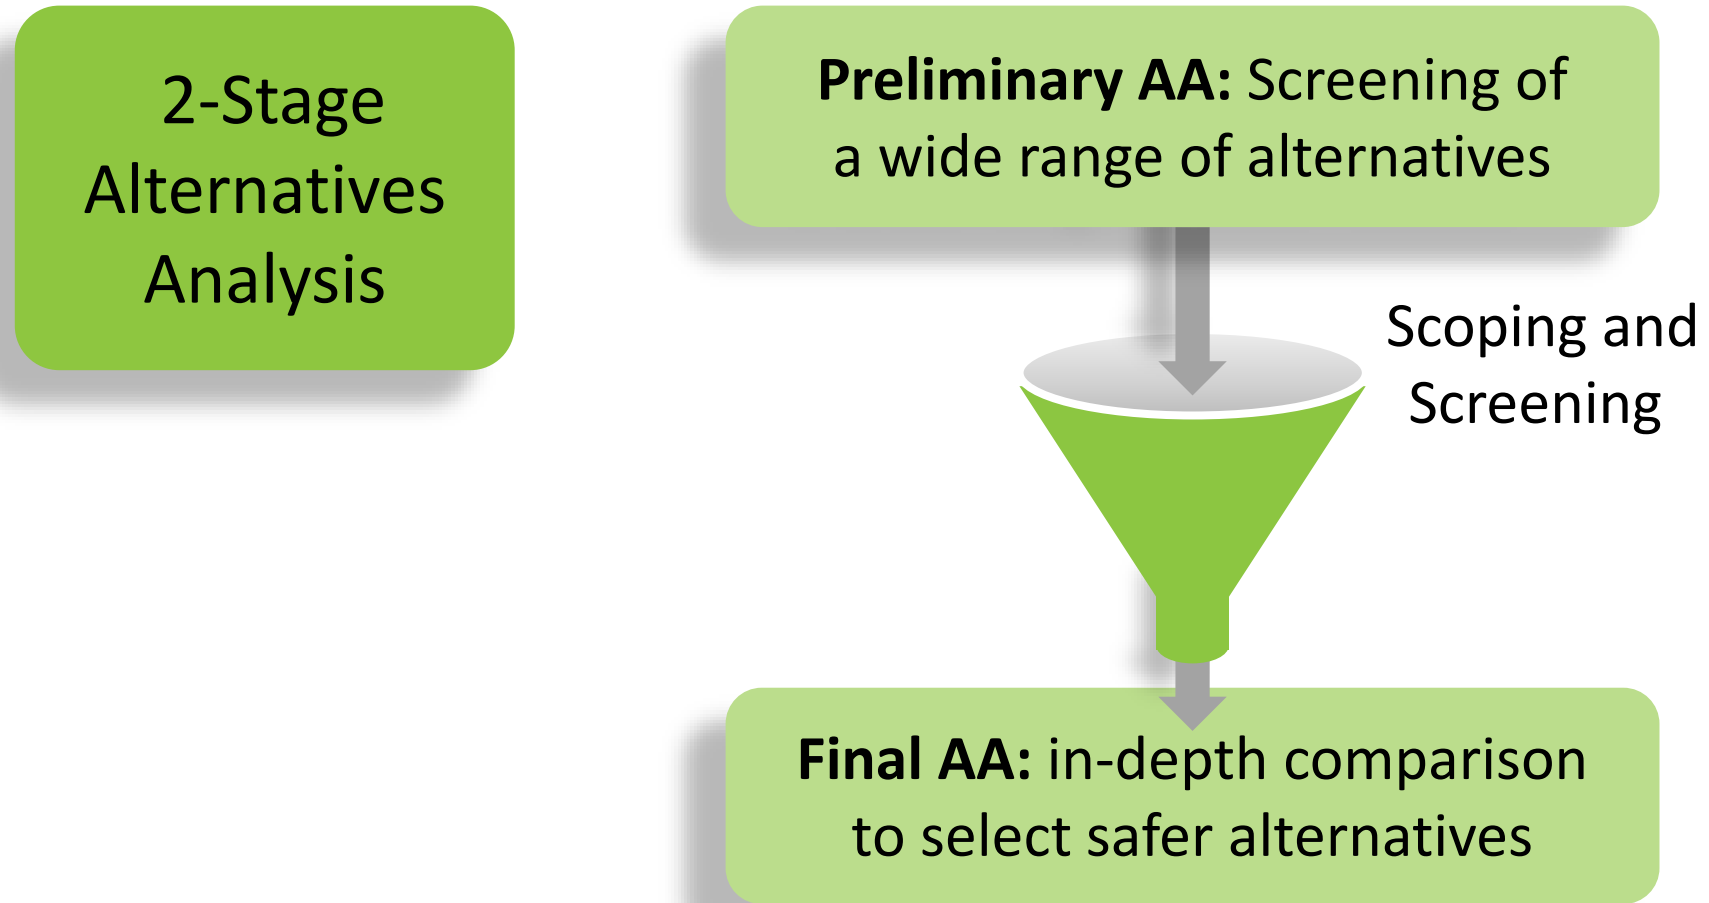 2-Stage
Alternatives
Analysis
Preliminary AA: Screening of
a wide range of alternatives
Scoping and
Screening
Final AA: in-depth comparison
to select safer alternatives